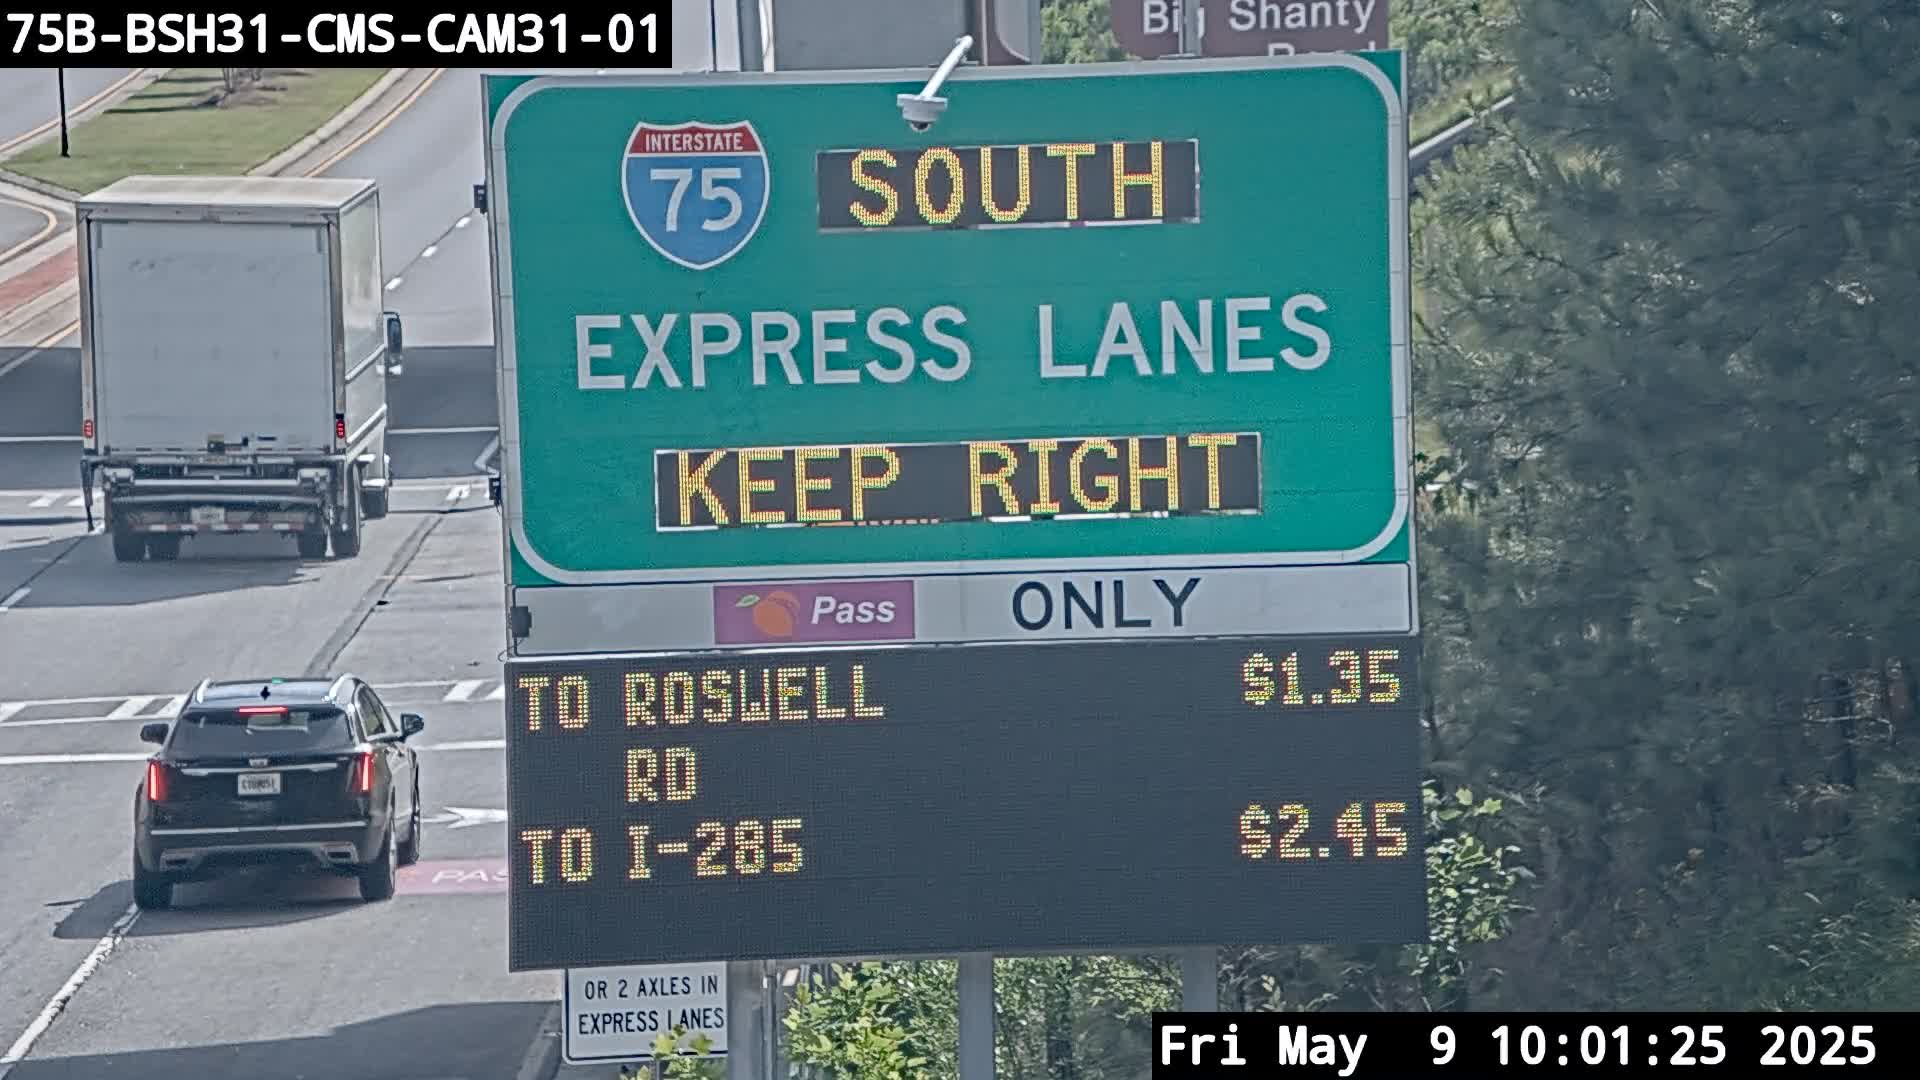 75B-BSH31-CMS-CAM31-01
Big Shanty
Road
INTERSTATE
75
SOUTH
EXPRESS LANES
KEEP RIGHT
Pass ONLY
TO ROSWELL $1.35
RD
TO I-285 $2.45
PAS
OR 2 AXLES IN
EXPRESS LANES
Fri May 9 10:01:25 2025